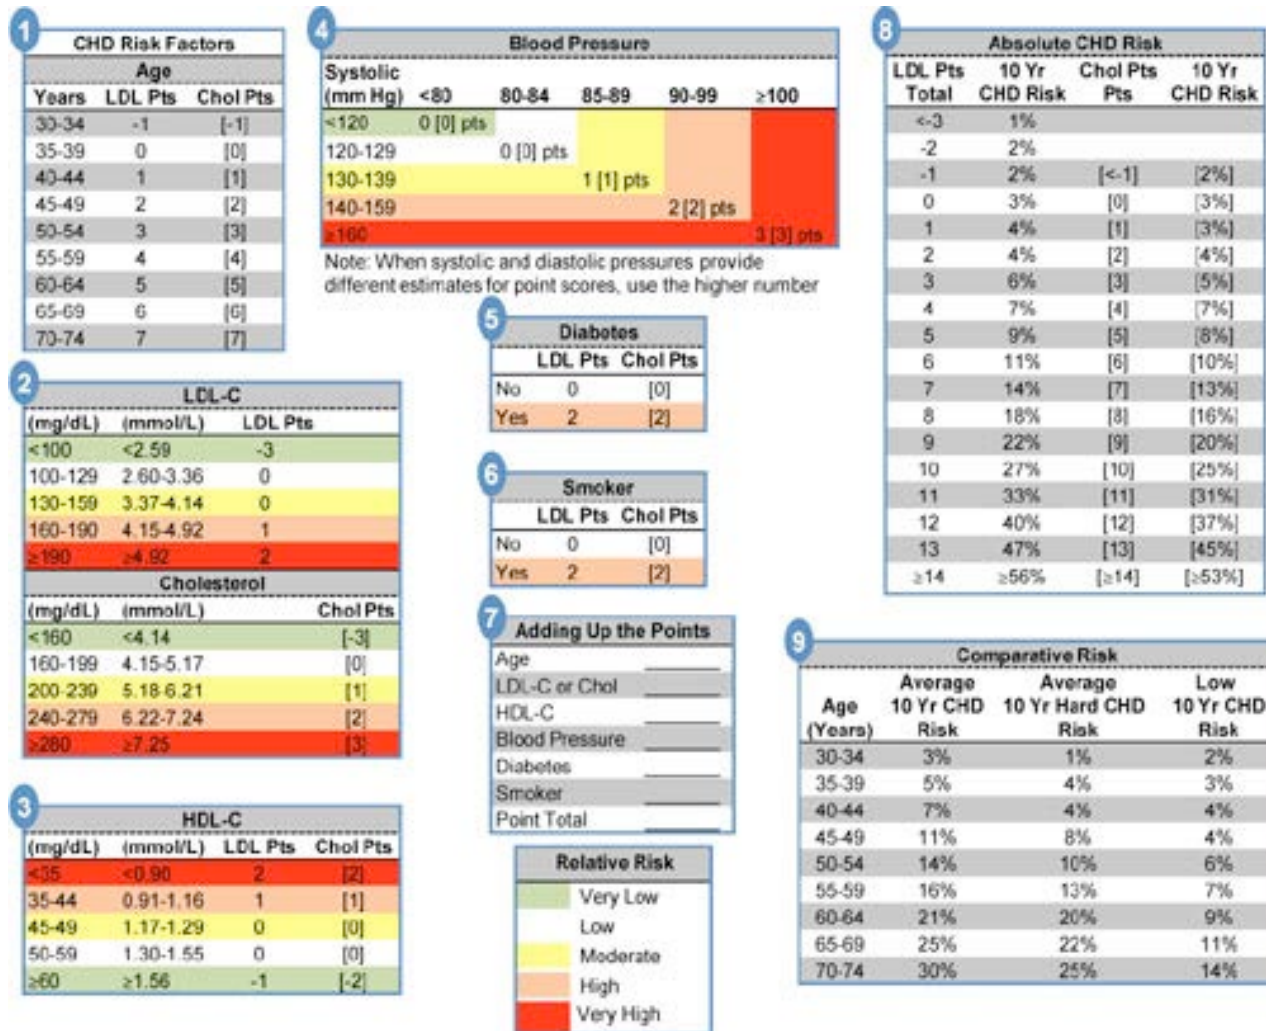 1
CHD Risk Factors
Age
Years LDL Pts Chol Pts
30-34 -1 [-1]
35-39 0 [0]
40-44 1 [1]
45-49 2 [2]
50-54 3 [3]
55-59 4 [4]
60-64 5 [5]
65-69 6 [6]
70-74 7 [7]
2
LDL-C
(mg/dL) (mmol/L) LDL Pts
<100 <2.59 -3
100-129 2.60-3.36 0
130-159 3.37-4.14 0
160-190 4.15-4.92 1
≥190 ≥4.92 2
Cholesterol
(mg/dL) (mmol/L) Chol Pts
<160 <4.14 [-3]
160-199 4.15-5.17 [0]
200-239 5.18-6.21 [1]
240-279 6.22-7.24 [2]
≥280 ≥7.25 [3]
3
HDL-C
(mg/dL) (mmol/L) LDL Pts Chol Pts
<35 <0.90 2 [2]
35-44 0.91-1.16 1 [1]
45-49 1.17-1.29 0 [0]
50-59 1.30-1.55 0 [0]
≥60 ≥1.56 -1 [-2]
4
Blood Pressure
Systolic
(mm Hg) <80 80-84 85-89 90-99 ≥100
<120 0 [0] pts
120-129 0 [0] pts
130-139 1 [1] pts
140-159 2 [2] pts
≥160 3 [3] pts
Note: When systolic and diastolic pressures provide
different estimates for point scores, use the higher number
5
Diabetes
LDL Pts Chol Pts
No 0 [0]
Yes 2 [2]
6
Smoker
LDL Pts Chol Pts
No 0 [0]
Yes 2 [2]
7
Adding Up the Points
Age
LDL-C or Chol
HDL-C
Blood Pressure
Diabetes
Smoker
Point Total
Relative Risk
Very Low
Low
Moderate
High
Very High
8
Absolute CHD Risk
LDL Pts 10 Yr Chol Pts 10 Yr
Total CHD Risk Pts CHD Risk
<-3 1%
-2 2%
-1 2% [<-1] [2%]
0 3% [0] [3%]
1 4% [1] [3%]
2 4% [2] [4%]
3 6% [3] [5%]
4 7% [4] [7%]
5 9% [5] [8%]
6 11% [6] [10%]
7 14% [7] [13%]
8 18% [8] [16%]
9 22% [9] [20%]
10 27% [10] [25%]
11 33% [11] [31%]
12 40% [12] [37%]
13 47% [13] [45%]
≥14 ≥56% [≥14] [≥53%]
9
Comparative Risk
Average Average Low
Age 10 Yr CHD 10 Yr Hard CHD 10 Yr CHD
(Years) Risk Risk Risk
30-34 3% 1% 2%
35-39 5% 4% 3%
40-44 7% 4% 4%
45-49 11% 8% 4%
50-54 14% 10% 6%
55-59 16% 13% 7%
60-64 21% 20% 9%
65-69 25% 22% 11%
70-74 30% 25% 14%